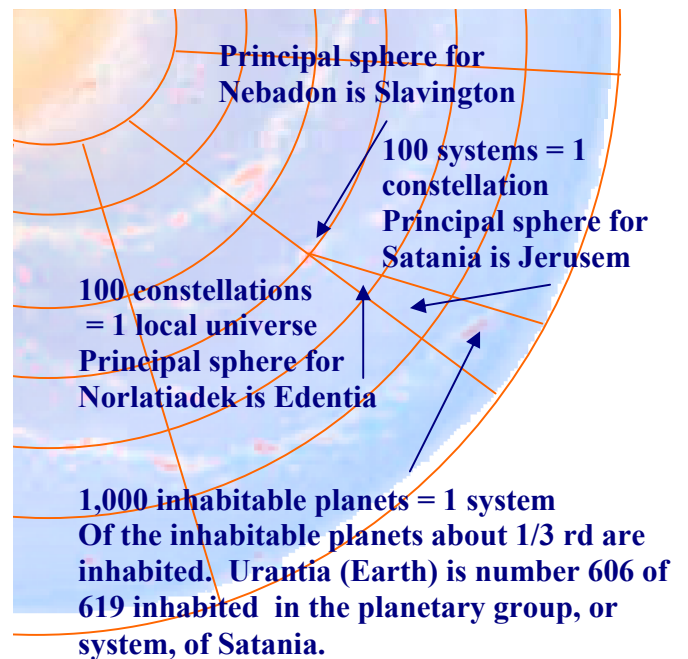 Principal sphere for
Nebadon is Slavington
100 systems = 1
constellation
Principal sphere for
Satania is Jerusem
100 constellations
= 1 local universe
Principal sphere for
Norlatiadek is Edentia
1,000 inhabitable planets = 1 system
Of the inhabitable planets about 1/3 rd are
inhabited. Urantia (Earth) is number 606 of
619 inhabited in the planetary group, or
system, of Satania.